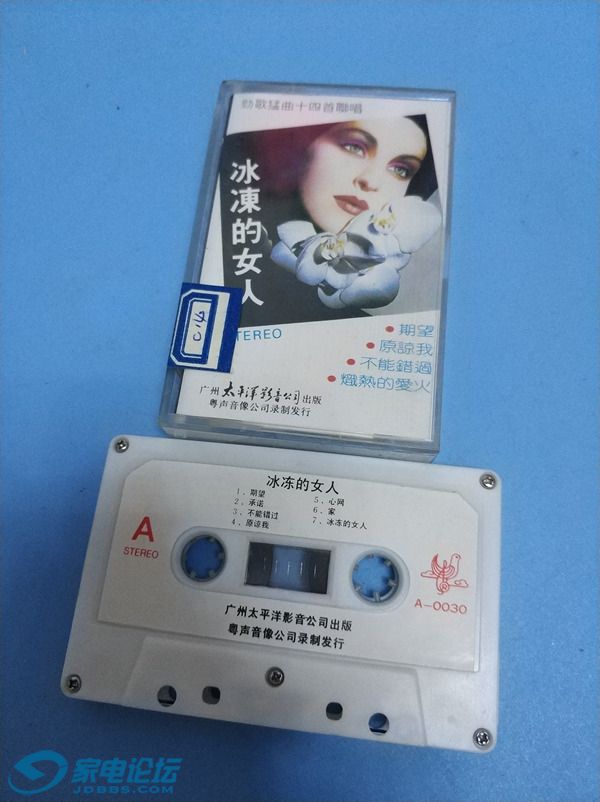 勁歌猛曲十四首聯唱
冰凍的女人
STEREO
期望
原諒我
不能錯過
熾熱的愛火
广州太平洋影音公司出版
粤声音像公司录制发行
冰冻的女人
1、期望
2、承诺
3、不能错过
4、原谅我
5、心网
6、家
7、冰冻的女人
A
STEREO
A-0030
广州太平洋影音公司出版
粤声音像公司录制发行
家电论坛
JDBBS.COM